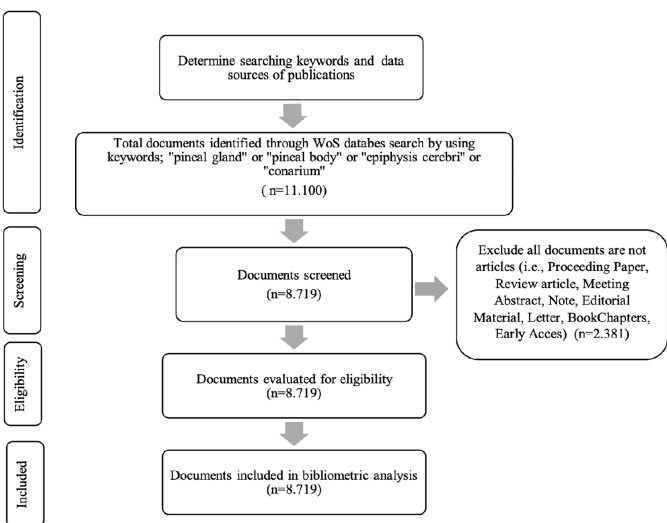 Identification
Determine searching keywords and data
sources of publications
Total documents identified through WoS databes search by using
keywords; "pineal gland" or "pineal body" or "epiphysis cerebri" or
"conarium"
( n=11.100)
Screening
Documents screened
(n=8.719)
Exclude all documents are not
articles (i.e., Proceeding Paper,
Review article, Meeting
Abstract, Note, Editorial
Material, Letter, BookChapters,
Early Acces) (n=2.381)
Eligibility
Documents evaluated for eligibility
(n=8.719)
Included
Documents included in bibliometric analysis
(n=8.719)